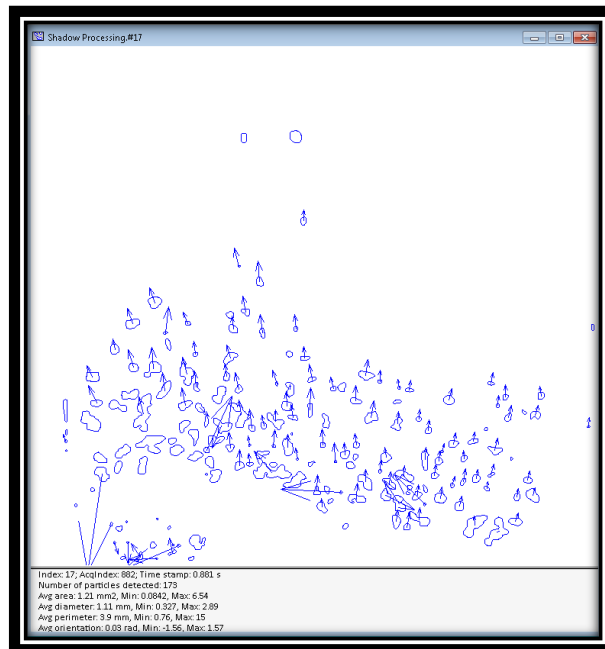 Shadow Processing.#17
Index: 17; AcqIndex: 882; Time stamp: 0.881 s
Number of particles detected: 173
Avg area: 1.21 mm2, Min: 0.0842, Max: 6.54
Avg diameter: 1.11 mm, Min: 0.327, Max: 2.89
Avg perimeter: 3.9 mm, Min: 0.76, Max: 15
Avg orientation: 0.03 rad, Min: -1.56, Max: 1.57